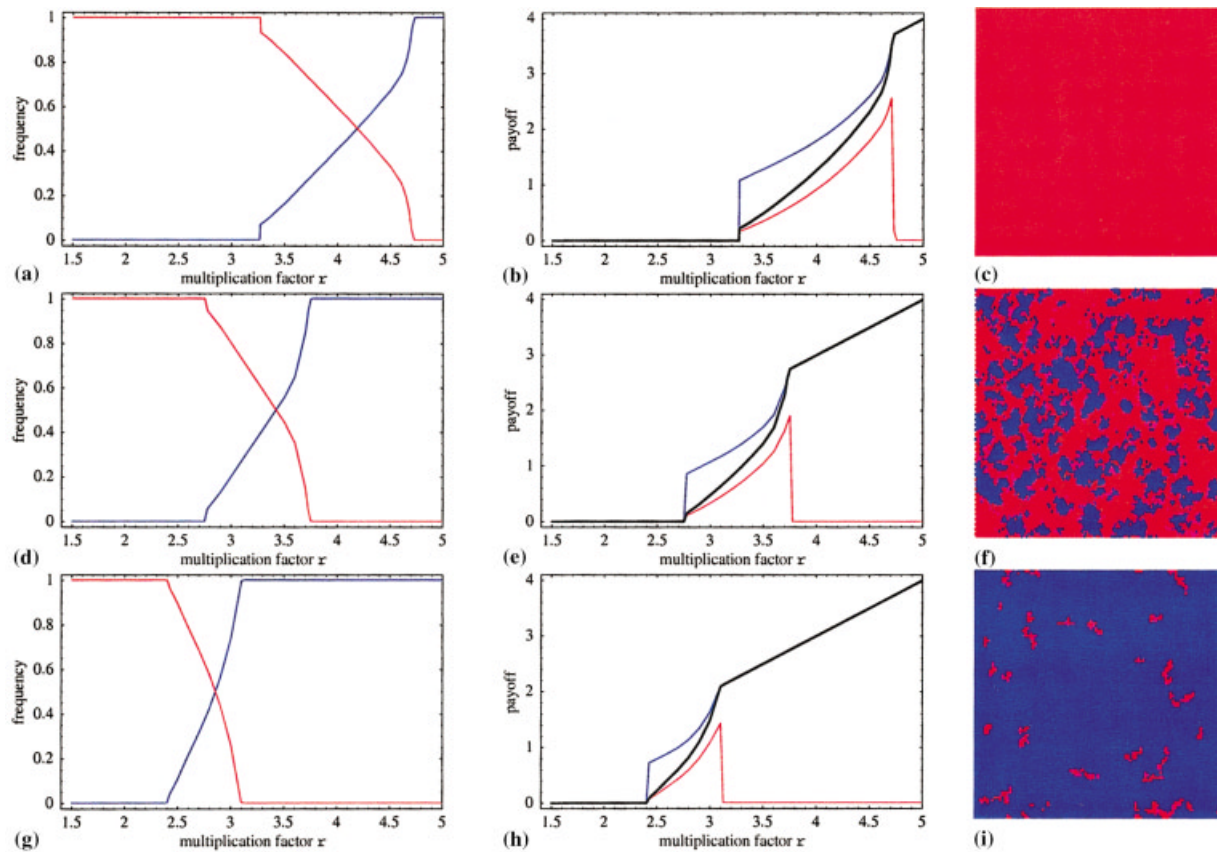 1
0.8
0.6
0.4
0.2
0
frequency
1.5 2 2.5 3 3.5 4 4.5 5
(a) multiplication factor r
4
3
2
1
0
payoff
1.5 2 2.5 3 3.5 4 4.5 5
(b) multiplication factor r
(c)
1
0.8
0.6
0.4
0.2
0
frequency
1.5 2 2.5 3 3.5 4 4.5 5
(d) multiplication factor r
4
3
2
1
0
payoff
1.5 2 2.5 3 3.5 4 4.5 5
(e) multiplication factor r
(f)
1
0.8
0.6
0.4
0.2
0
frequency
1.5 2 2.5 3 3.5 4 4.5 5
(g) multiplication factor r
4
3
2
1
0
payoff
1.5 2 2.5 3 3.5 4 4.5 5
(h) multiplication factor r
(i)